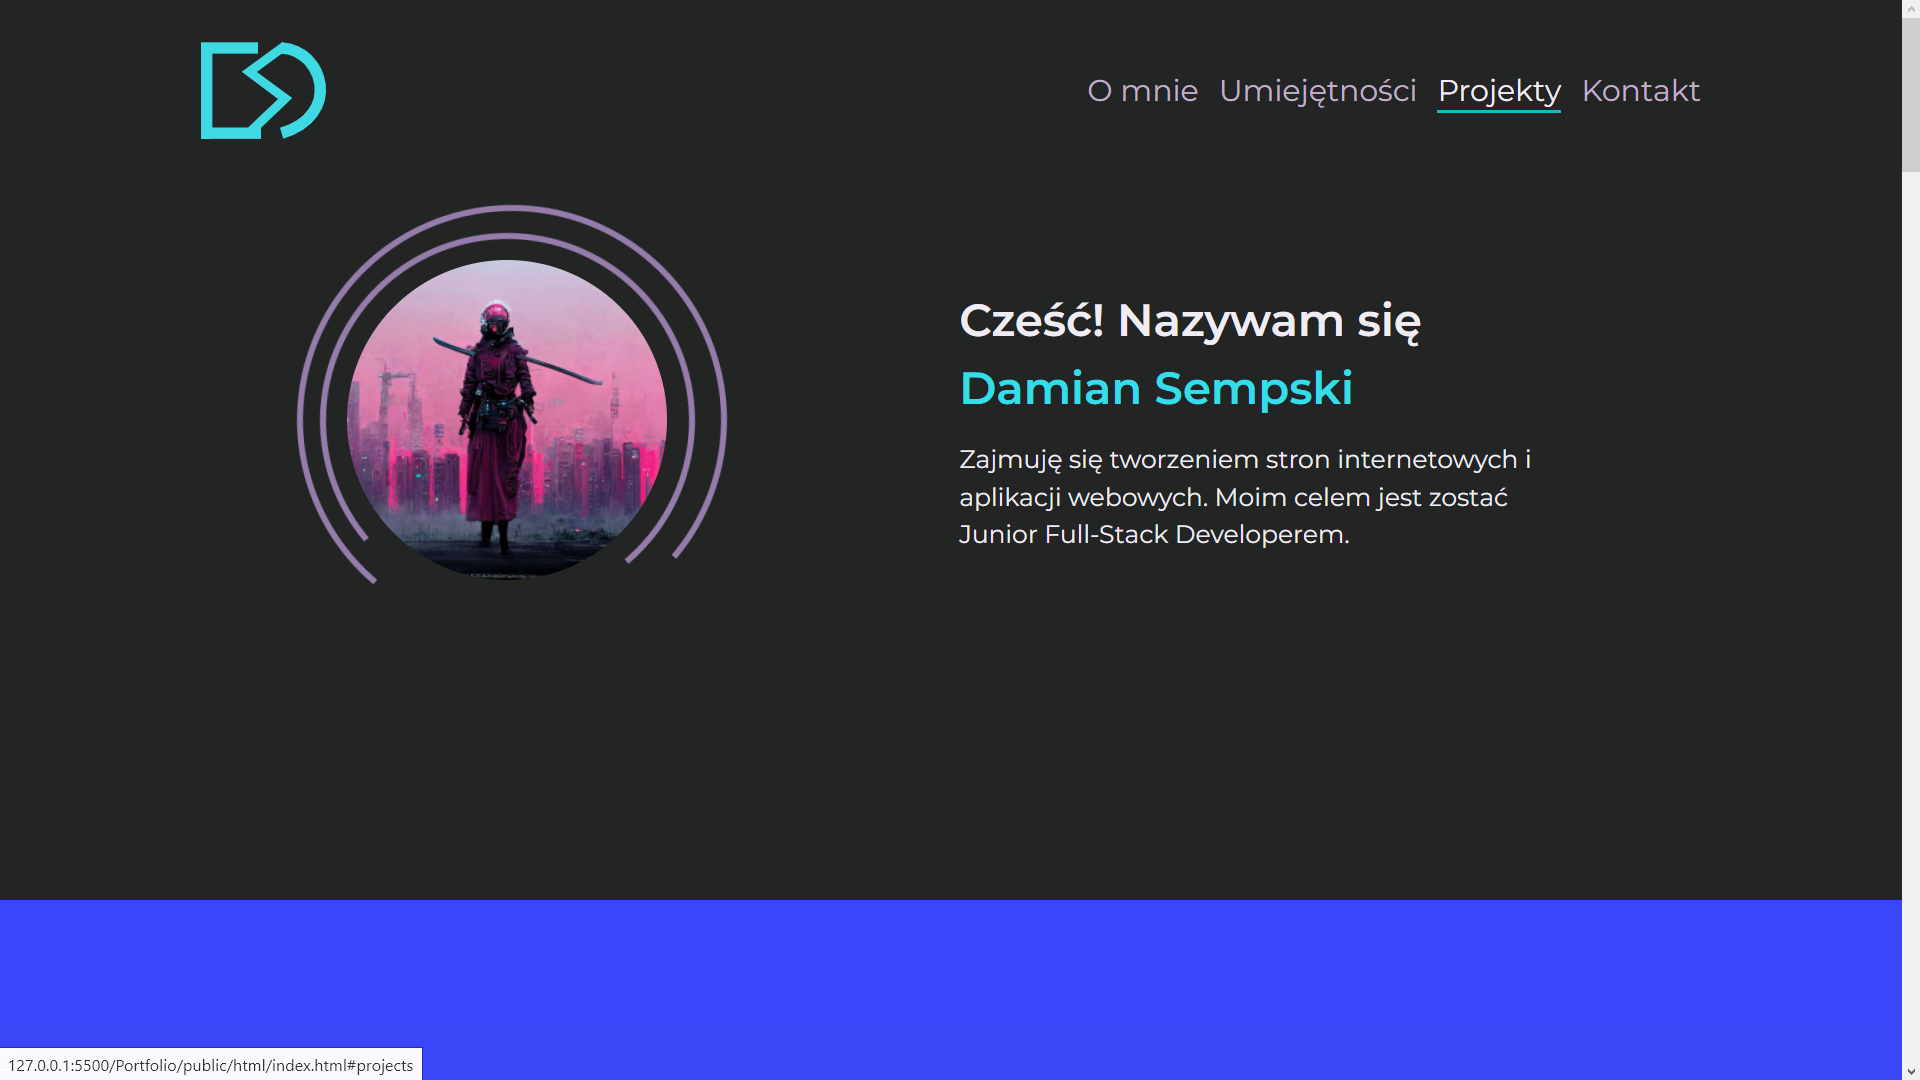 O mnie Umiejętności Projekty Kontakt
Cześć! Nazywam się
Damian Sempski
Zajmuję się tworzeniem stron internetowych i
aplikacji webowych. Moim celem jest zostać
Junior Full-Stack Developerem.
127.0.0.1:5500/Portfolio/public/html/index.html#projects